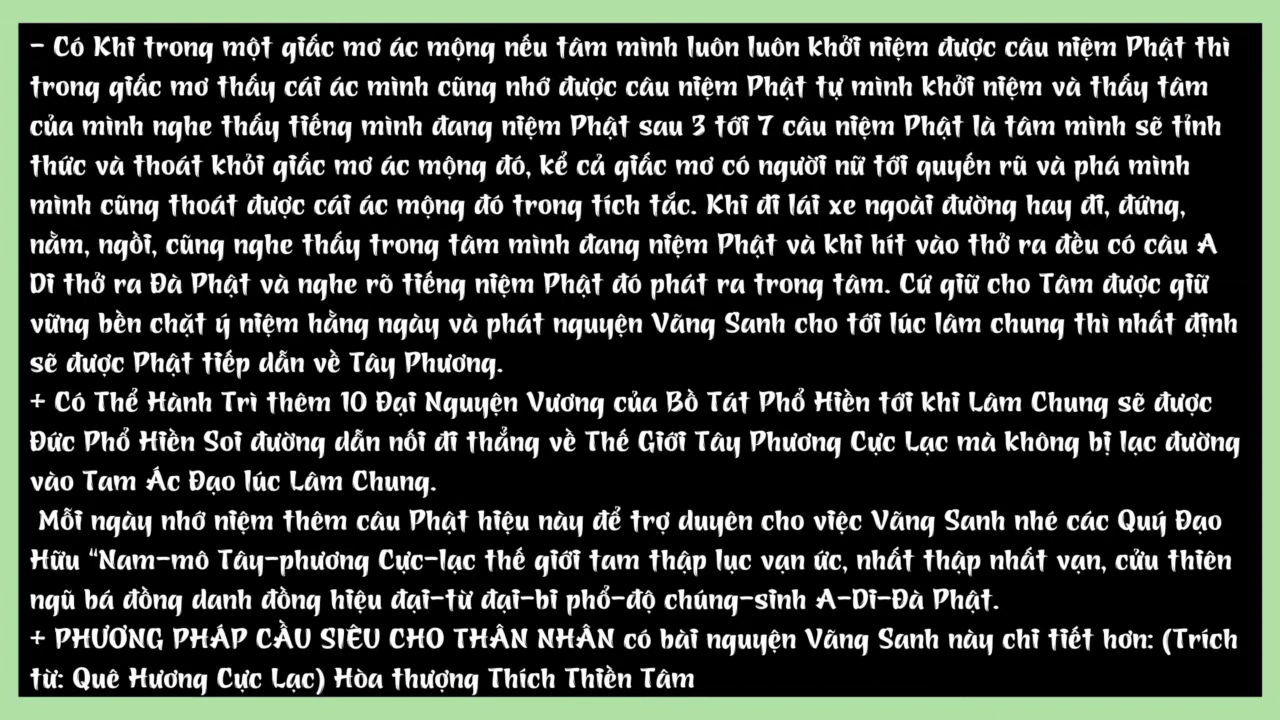 - Có Khi trong một giấc mơ ác mộng nếu tâm mình luôn luôn khởi niệm được câu niệm Phật thì
trong giấc mơ thấy cái ác mình cũng nhớ được câu niệm Phật tự mình khởi niệm và thấy tâm
của mình nghe thấy tiếng mình đang niệm Phật sau 3 tới 7 câu niệm Phật là tâm mình sẽ tỉnh
thức và thoát khỏi giấc mơ ác mộng đó, kể cả giấc mơ có người nữ tới quyến rũ và phá mình
mình cũng thoát được cái ác mộng đó trong tích tắc. Khi đi lái xe ngoài đường hay đi, đứng,
nằm, ngồi, cũng nghe thấy trong tâm mình đang niệm Phật và khi hít vào thở ra đều có câu A
Di thở ra Đà Phật và nghe rõ tiếng niệm Phật đó phát ra trong tâm. Cứ giữ cho Tâm được giữ
vững bền chặt ý niệm hằng ngày và phát nguyện Vãng Sanh cho tới lúc lâm chung thì nhất định
sẽ được Phật tiếp dẫn về Tây Phương.
+ Có Thể Hành Trì thêm 10 Đại Nguyện Vương của Bồ Tát Phổ Hiền tới khi Lâm Chung sẽ được
Đức Phổ Hiền Soi đường dẫn nối đi thẳng về Thế Giới Tây Phương Cực Lạc mà không bị lạc đường
vào Tam Ác Đạo lúc Lâm Chung.
Mỗi ngày nhớ niệm thêm câu Phật hiệu này để trợ duyên cho việc Vãng Sanh nhé các Quý Đạo
Hữu "Nam-mô Tây-phương Cực-lạc thế giới tam thập lục vạn ức, nhất thập nhất vạn, cửu thiên
ngũ bá đồng danh đồng hiệu đại-từ đại-bi phổ-độ chúng-sinh A-Di-Đà Phật.
+ PHƯƠNG PHÁP CẦU SIÊU CHO THÂN NHÂN có bài nguyện Vãng Sanh này chi tiết hơn: (Trích
từ: Quê Hương Cực Lạc) Hòa thượng Thích Thiền Tâm